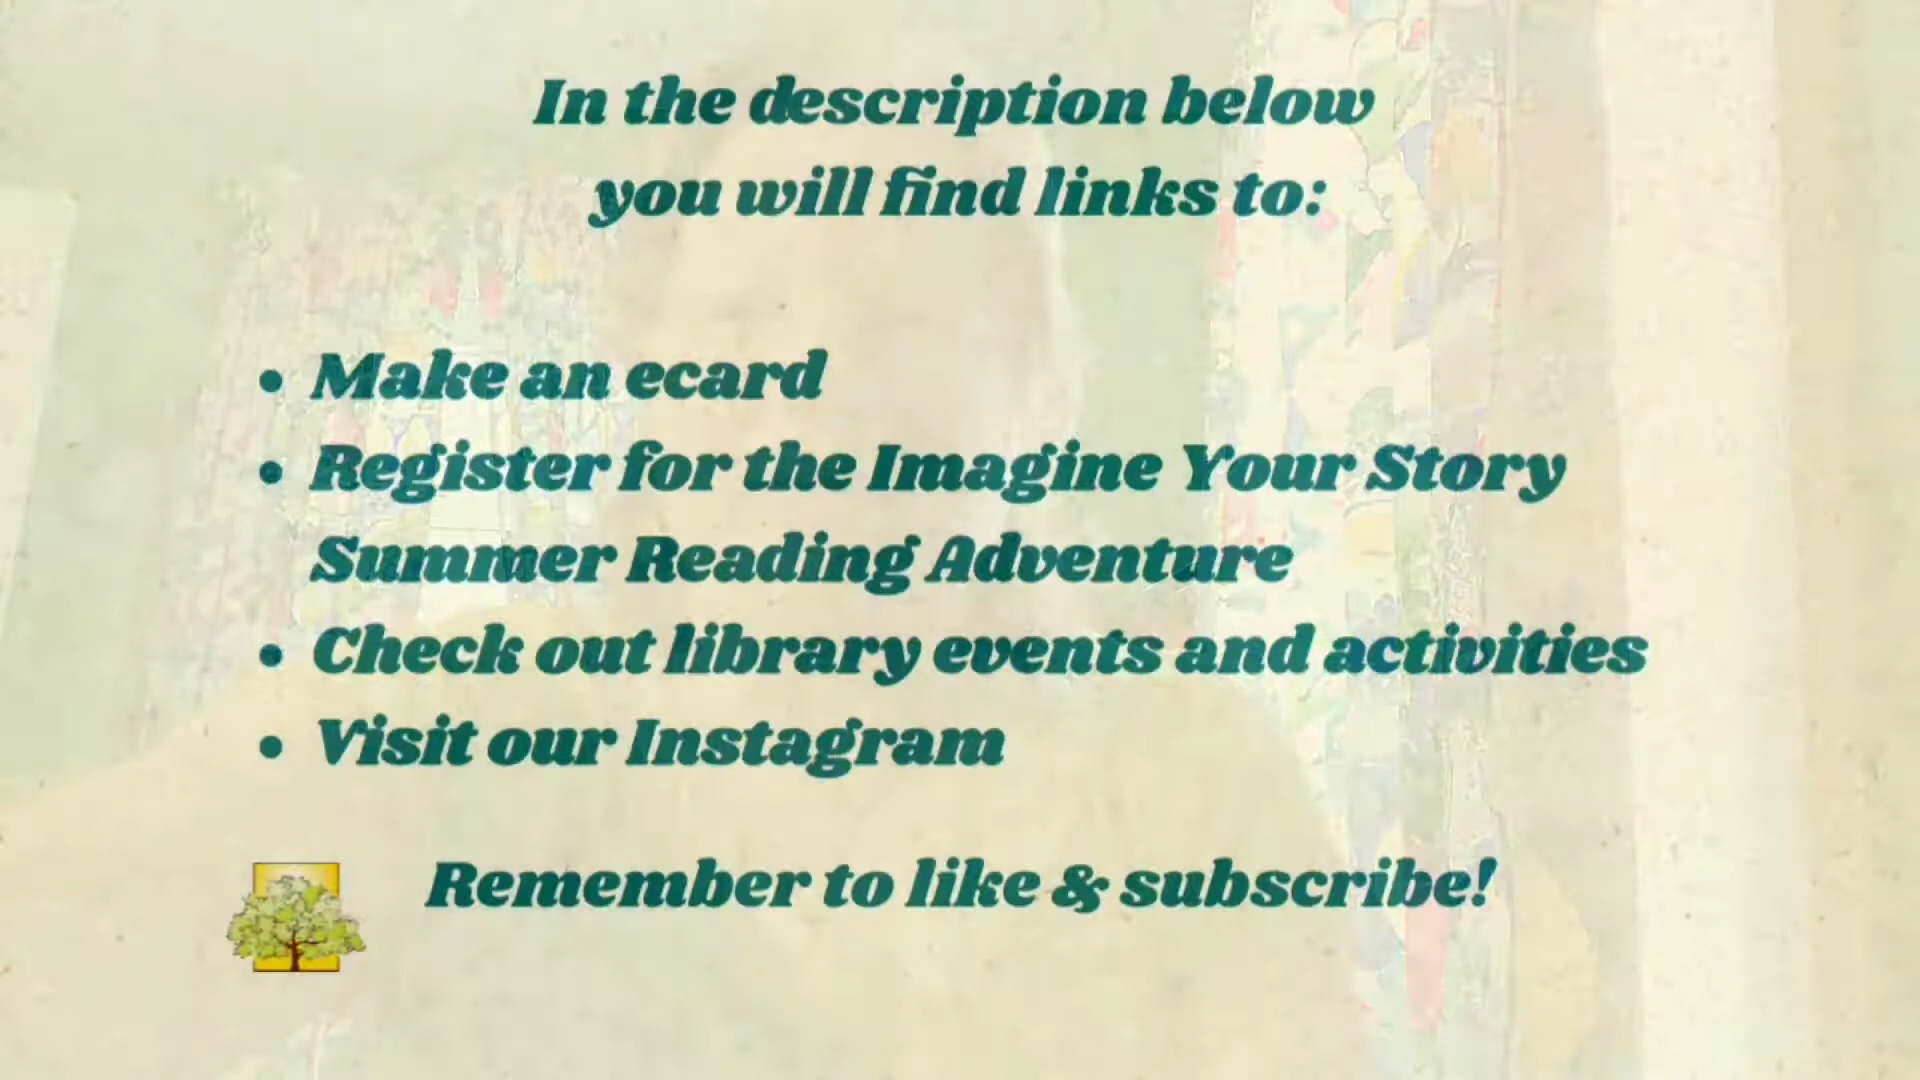 In the description below
you will find links to:
• Make an ecard
• Register for the Imagine Your Story
Summer Reading Adventure
• Check out library events and activities
• Visit our Instagram
Remember to like & subscribe!